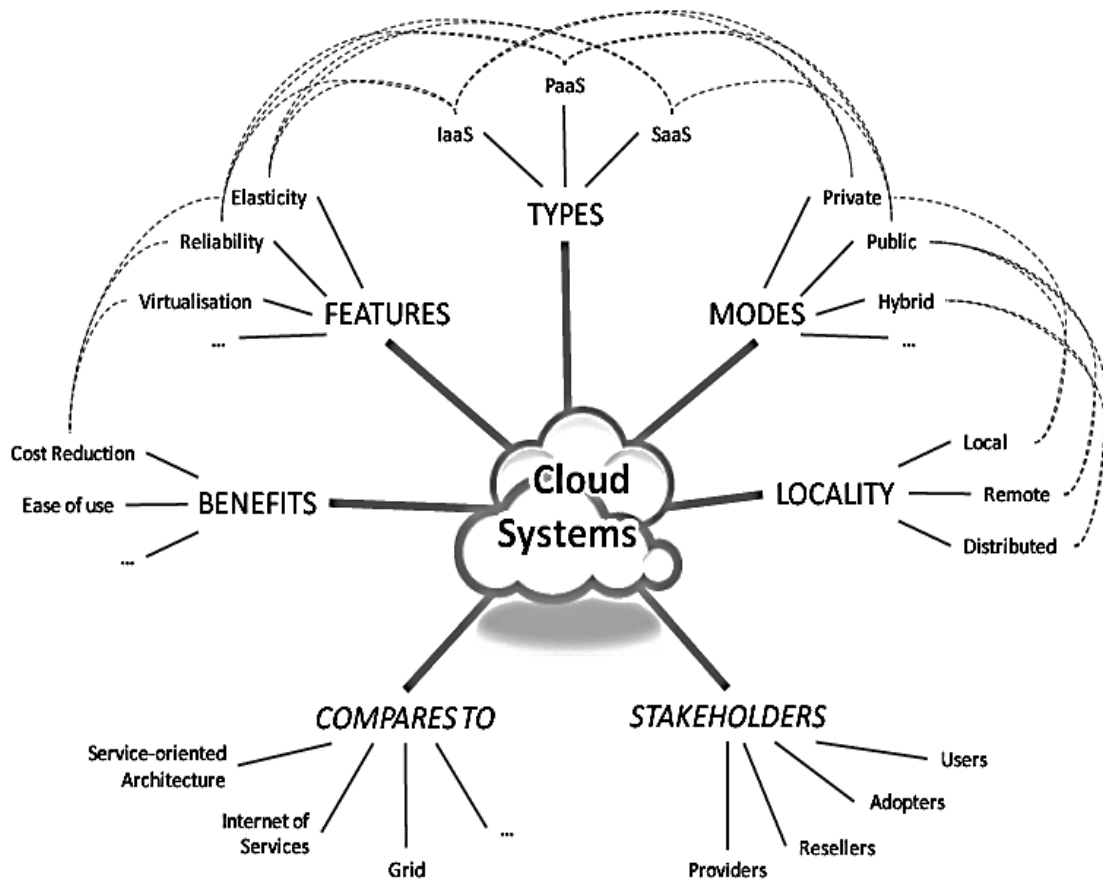 PaaS
IaaS
SaaS
TYPES
Elasticity
Reliability
Virtualisation
...
FEATURES
Private
Public
Hybrid
...
MODES
Cost Reduction
Ease of use
...
BENEFITS
Cloud
Systems
LOCALITY
Local
Remote
Distributed
COMPARES TO
Service-oriented
Architecture
Internet of
Services
Grid
...
STAKEHOLDERS
Users
Adopters
Resellers
Providers